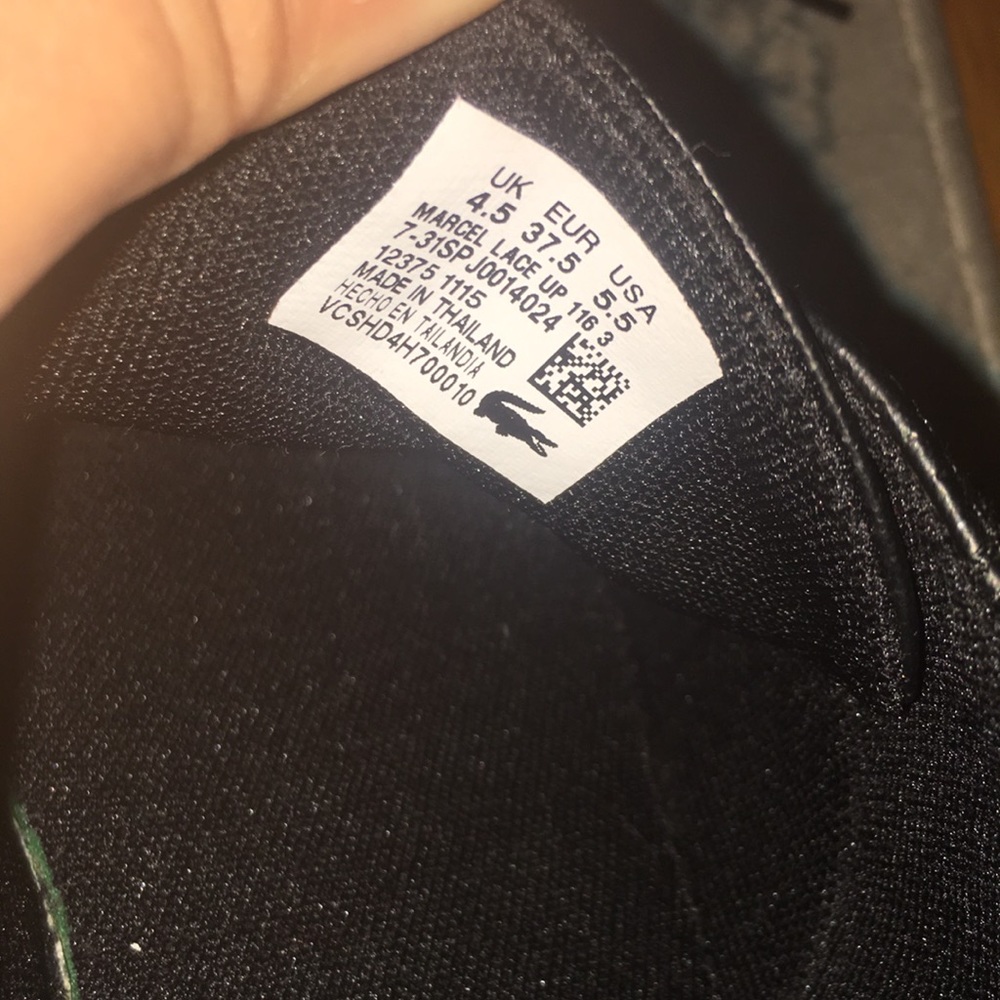 UK EUR USA
4.5 37.5 5.5
MARCEL LACE UP 116 3
7-31SPJ0014024
12375 1115
MADE IN THAILAND
HECHO EN TAILANDIA
VCSHD4H700010